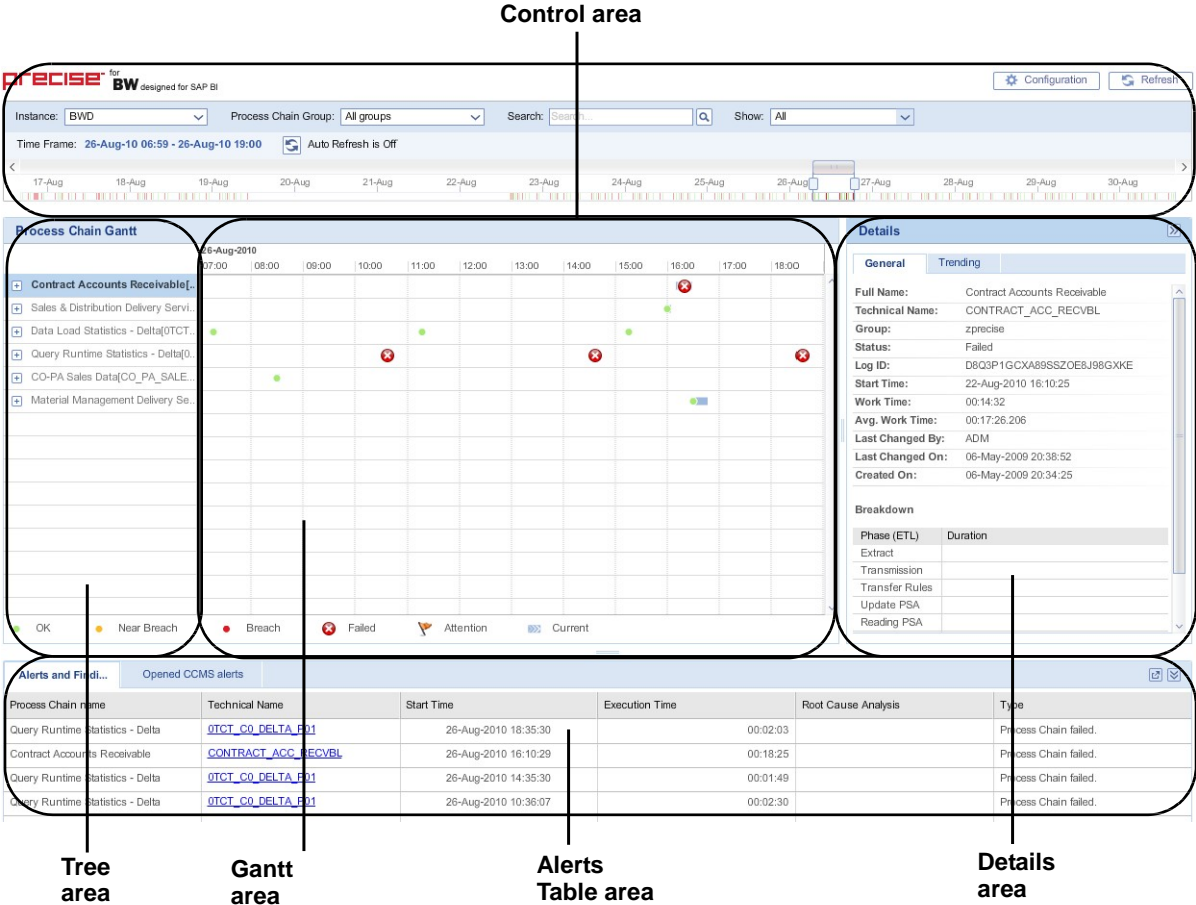 Control area
precise for BW designed for SAP BI
Configuration Refresh
Instance: BWD Process Chain Group: All groups Search: Search... Show: All
Time Frame: 26-Aug-10 06:59 - 26-Aug-10 19:00 Auto Refresh is Off
17-Aug 18-Aug 19-Aug 20-Aug 21-Aug 22-Aug 23-Aug 24-Aug 25-Aug 26-Aug 27-Aug 28-Aug 29-Aug 30-Aug
Process Chain Gantt
26-Aug-2010
07:00 08:00 09:00 10:00 11:00 12:00 13:00 14:00 15:00 16:00 17:00 18:00
Contract Accounts Receivable[..
Sales & Distribution Delivery Servi..
Data Load Statistics - Delta[0TCT..
Query Runtime Statistics - Delta[0..
CO-PA Sales Data[CO_PA_SALE...
Material Management Delivery Se..
OK Near Breach Breach Failed Attention Current
Details
General Trending
Full Name: Contract Accounts Receivable
Technical Name: CONTRACT_ACC_RECVBL
Group: zprecise
Status: Failed
Log ID: D8Q3P1GCXA89SSZOE8J98GXKE
Start Time: 22-Aug-2010 16:10:25
Work Time: 00:14:32
Avg. Work Time: 00:17:26.206
Last Changed By: ADM
Last Changed On: 06-May-2009 20:38:52
Created On: 06-May-2009 20:34:25
Breakdown
Phase (ETL) Duration
Extract
Transmission
Transfer Rules
Update PSA
Reading PSA
Alerts and Findi... Opened CCMS alerts
Process Chain name Technical Name Start Time Execution Time Root Cause Analysis Type
Query Runtime Statistics - Delta 0TCT_C0_DELTA_P01 26-Aug-2010 18:35:30 00:02:03 Process Chain failed.
Contract Accounts Receivable CONTRACT_ACC_RECVBL 26-Aug-2010 16:10:29 00:18:25 Process Chain failed.
Query Runtime Statistics - Delta 0TCT_C0_DELTA_P01 26-Aug-2010 14:35:30 00:01:49 Process Chain failed.
Query Runtime Statistics - Delta 0TCT_C0_DELTA_P01 26-Aug-2010 10:36:07 00:02:30 Process Chain failed.
Tree
area
Gantt
area
Alerts
Table area
Details
area